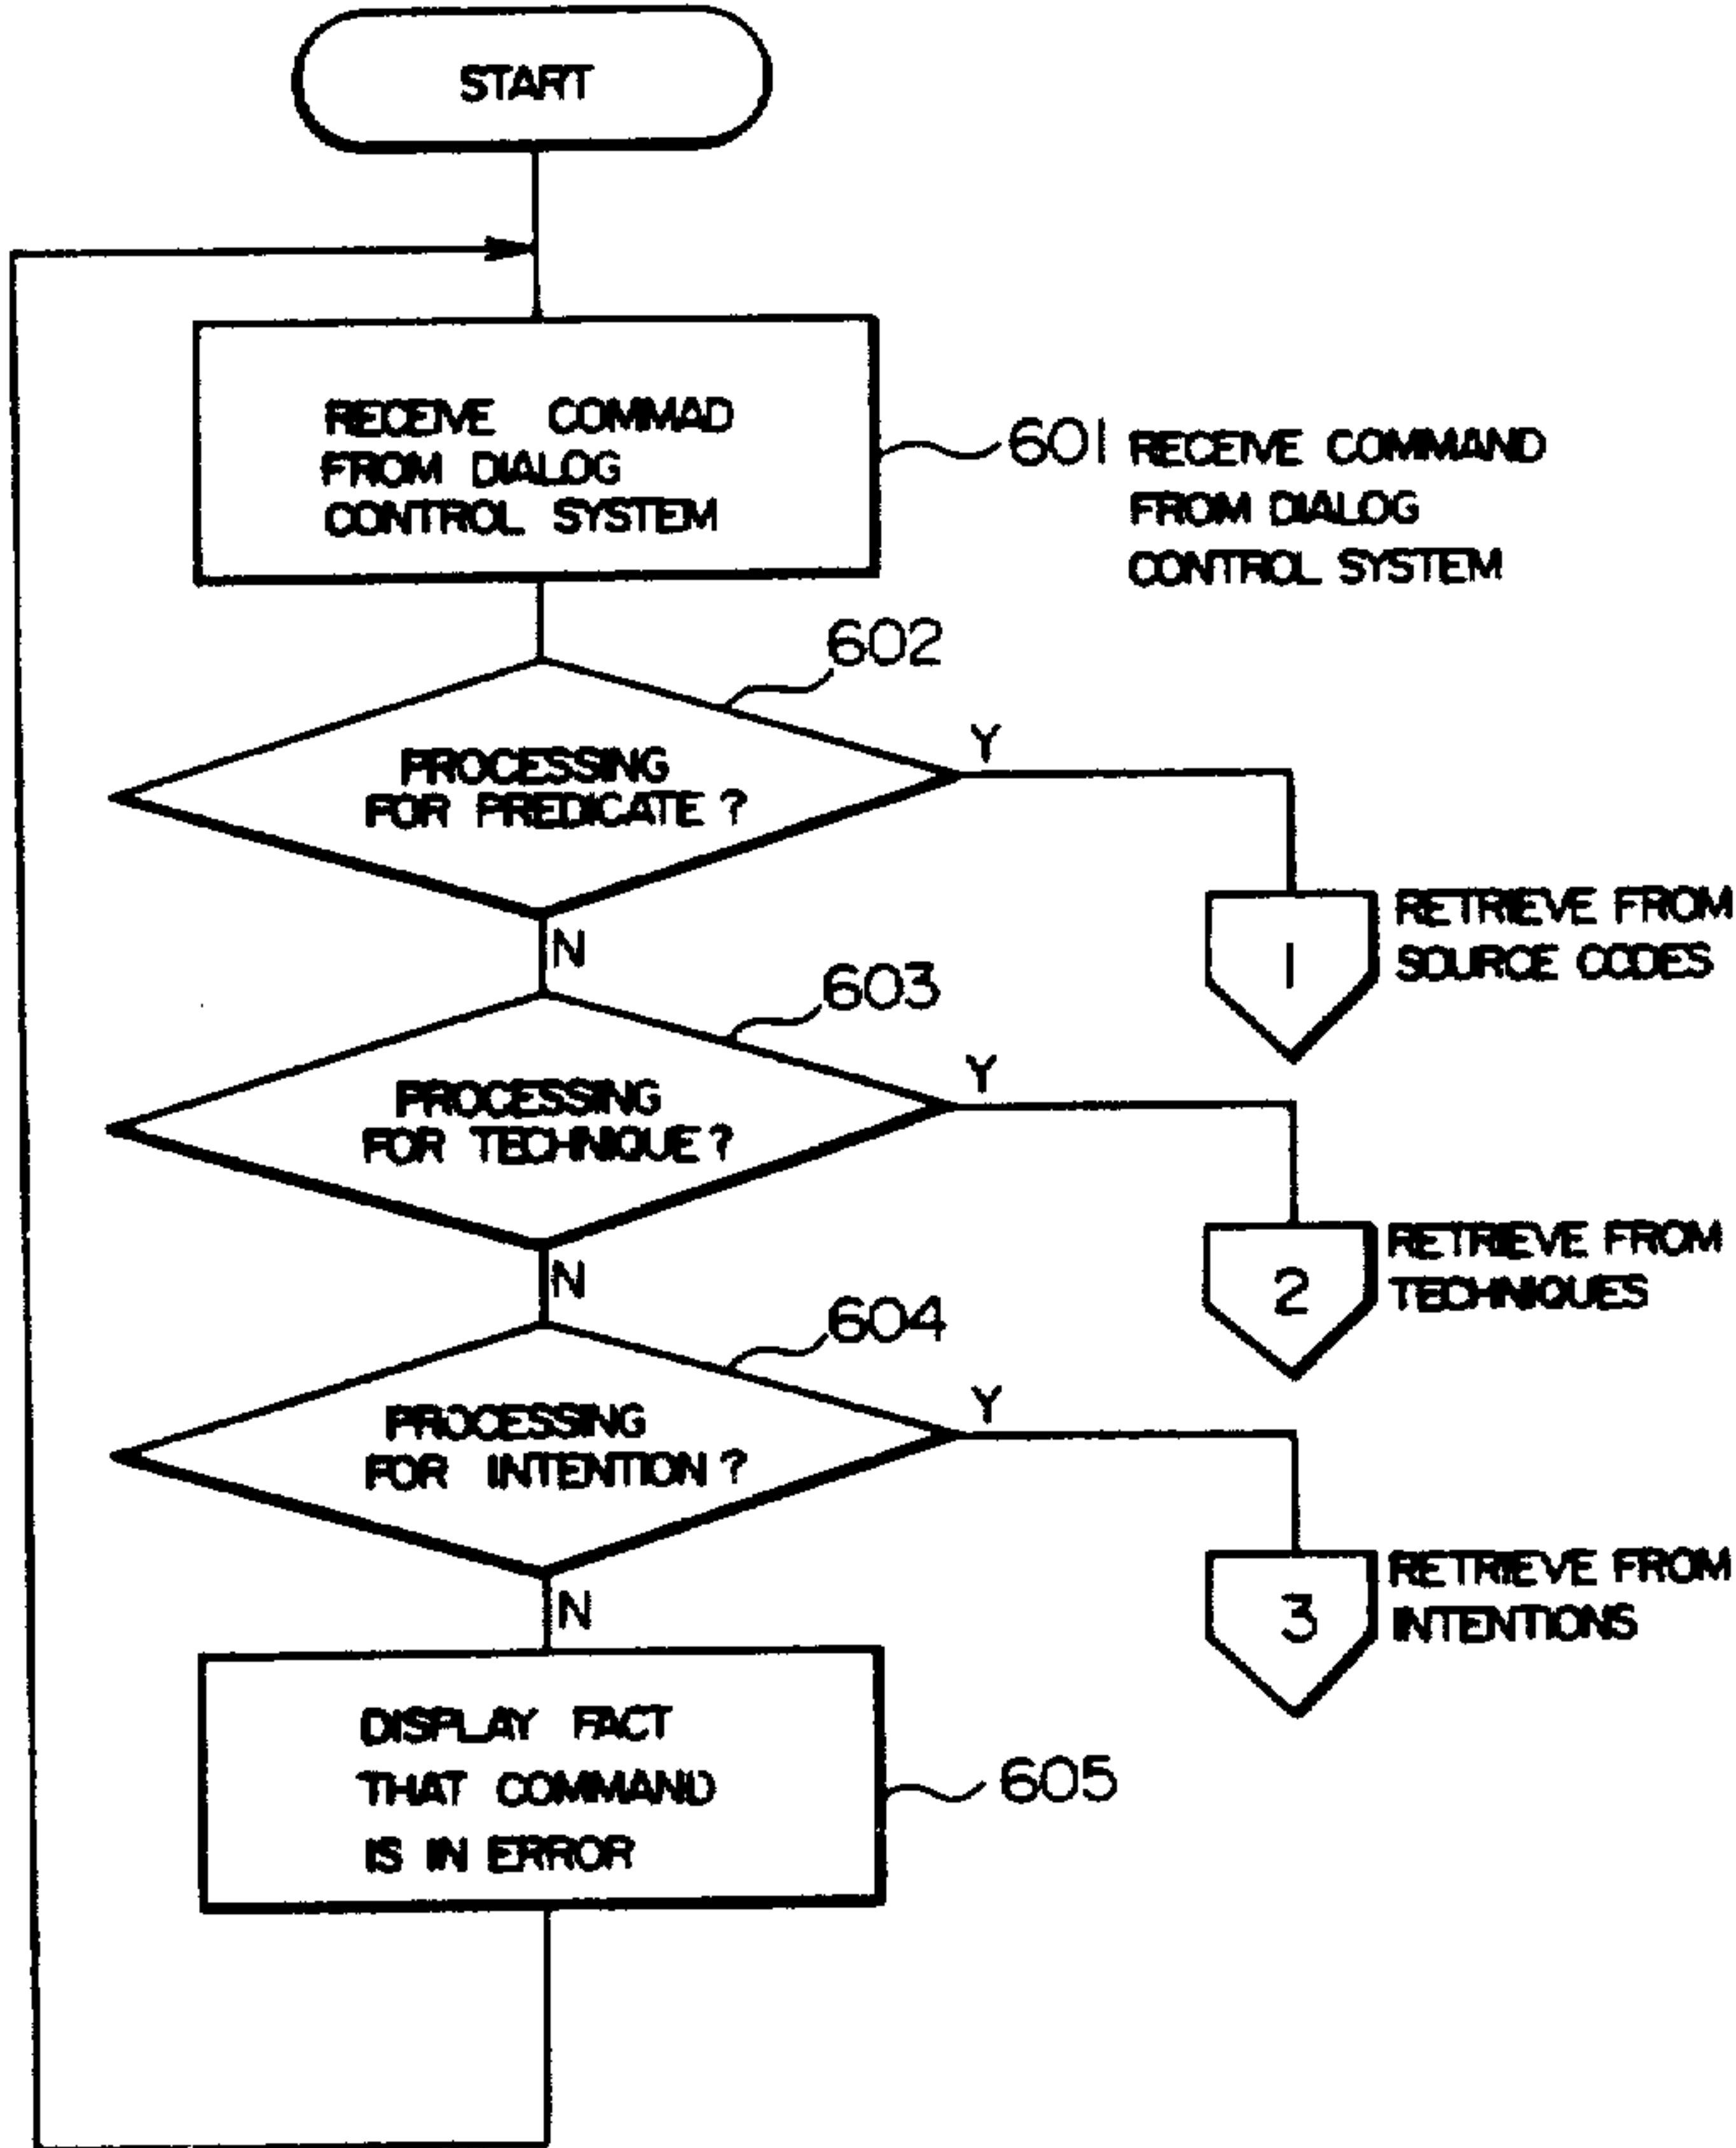 START
RECEIVE COMMAD
FROM DIALOG
CONTROL SYSTEM
601 RECEIVE COMMAND
FROM DIALOG
CONTROL SYSTEM
602
PROCESSING
FOR PREDICATE ?
Y
N
1
RETRIEVE FROM
SOURCE CODES
603
PROCESSING
FOR TECHNIQUE ?
Y
N
2
RETRIEVE FROM
TECHNIQUES
604
PROCESSING
FOR INTENTION ?
Y
N
3
RETRIEVE FROM
INTENTIONS
DISPLAY FACT
THAT COMMAND
IS IN ERROR
605